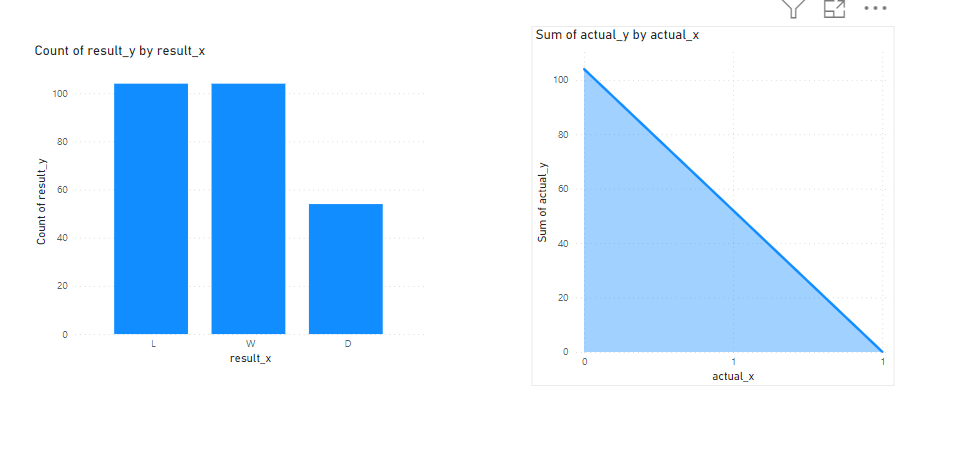 Count of result_y by result_x
Count of result_y
100
80
60
40
20
0
L W D
result_x
Sum of actual_y by actual_x
Sum of actual_y
100
80
60
40
20
0
0 1 1
actual_x